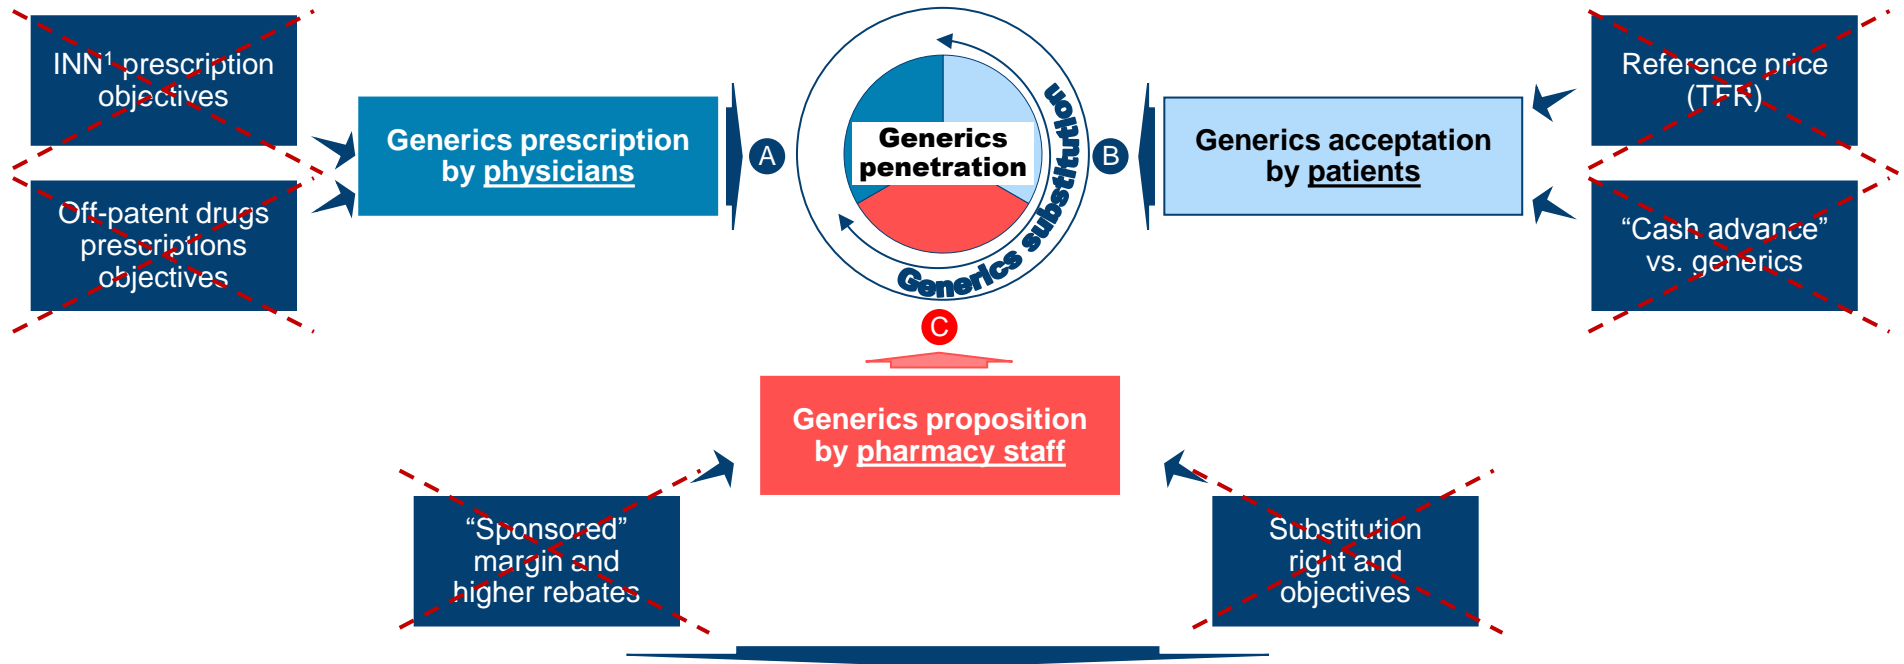 INN¹ prescription
objectives
Off-patent drugs
prescriptions
objectives
Generics prescription
by physicians
A
Generics
penetration
Generics substitution
B
Generics acceptation
by patients
Reference price
(TFR)
“Cash advance”
vs. generics
C
Generics proposition
by pharmacy staff
“Sponsored”
margin and
higher rebates
Substitution
right and
objectives